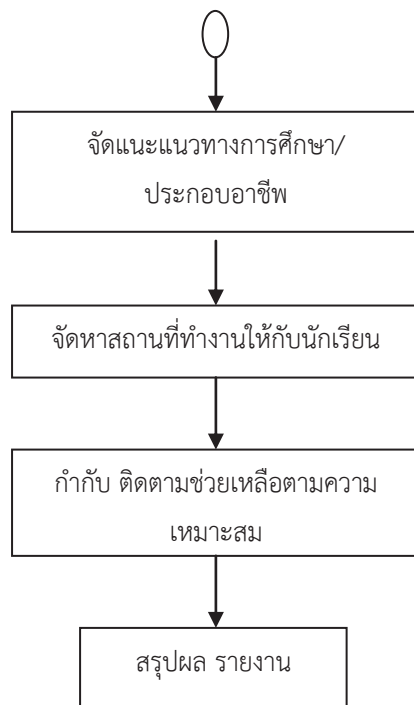 จัดแนะแนวทางการศึกษา/
ประกอบอาชีพ
จัดหาสถานที่ทำงานให้กับนักเรียน
กำกับ ติดตามช่วยเหลือตามความ
เหมาะสม
สรุปผล รายงาน